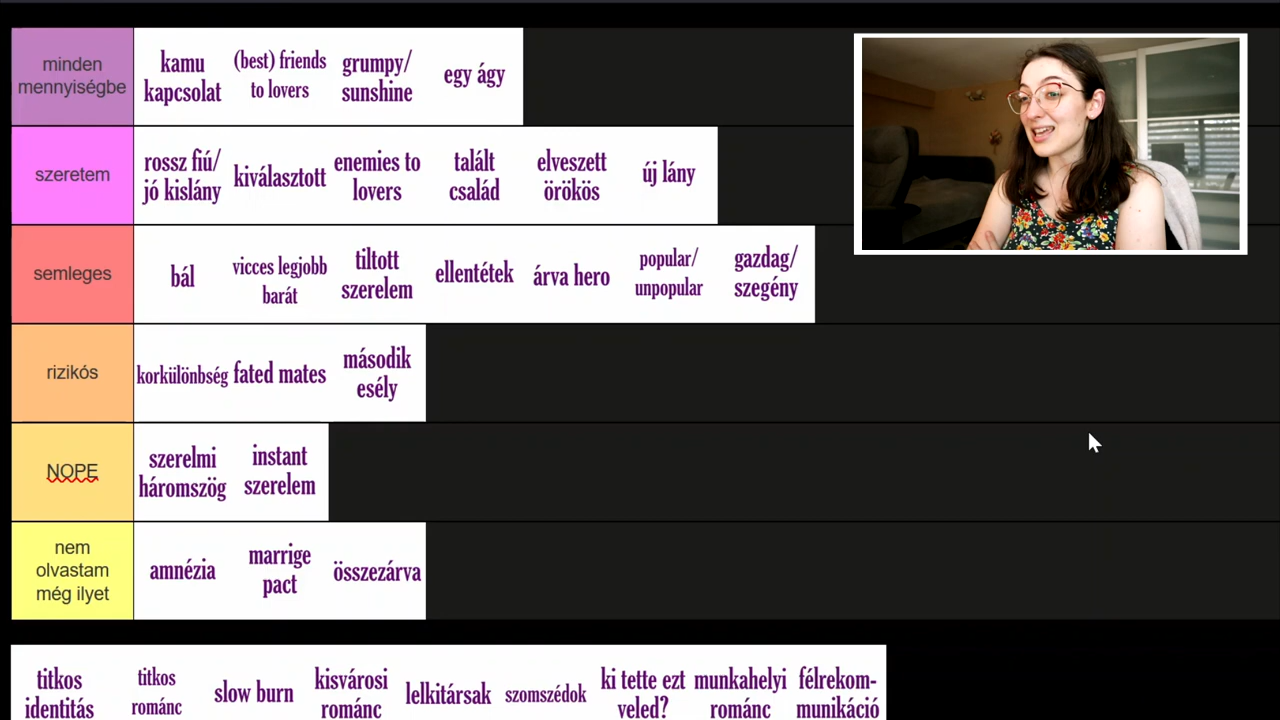 minden
mennyiségbe
kamu
kapcsolat
(best) friends
to lovers
grumpy/
sunshine
egy ágy
szeretem
rossz fiú/
jó kislány
kiválasztott
enemies to
lovers
talált
család
elveszett
örökös
új lány
semleges
bál
vicces legjobb
barát
tiltott
szerelem
ellentétek
árva hero
popular/
unpopular
gazdag/
szegény
rizikós
korkülönbség
fated mates
második
esély
NOPE
szerelmi
háromszög
instant
szerelem
nem
olvastam
még ilyet
amnézia
marrige
pact
összezárva
titkos
identitás
titkos
románc
slow burn
kisvárosi
románc
lelkitársak
szomszédok
ki tette ezt
veled?
munkahelyi
románc
félrekom-
munikáció